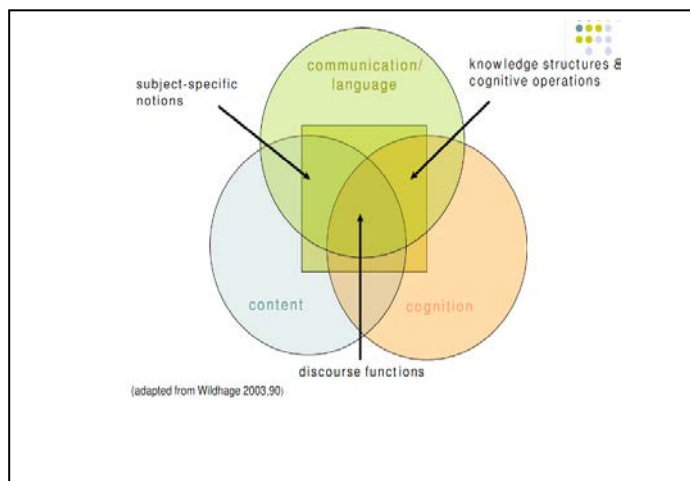 communication/
language
knowledge structures &
cognitive operations
subject-specific
notions
content
cognition
discourse functions
(adapted from Wildhage 2003,90)